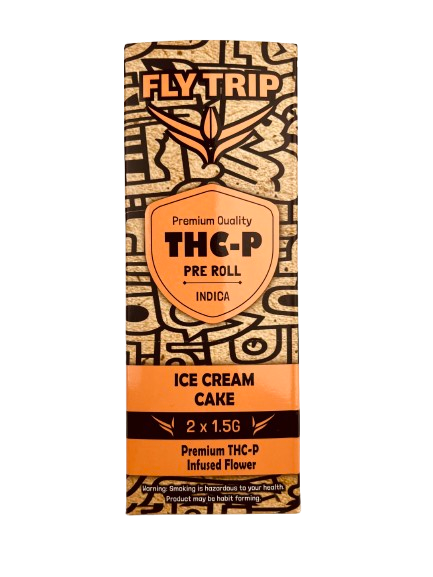 FLY TRIP
Premium Quality
THC-P
PRE ROLL
INDICA
ICE CREAM
CAKE
2 x 1.5G
Premium THC-P
Infused Flower
Warning: Smoking is hazardous to your health.
Product may be habit forming.